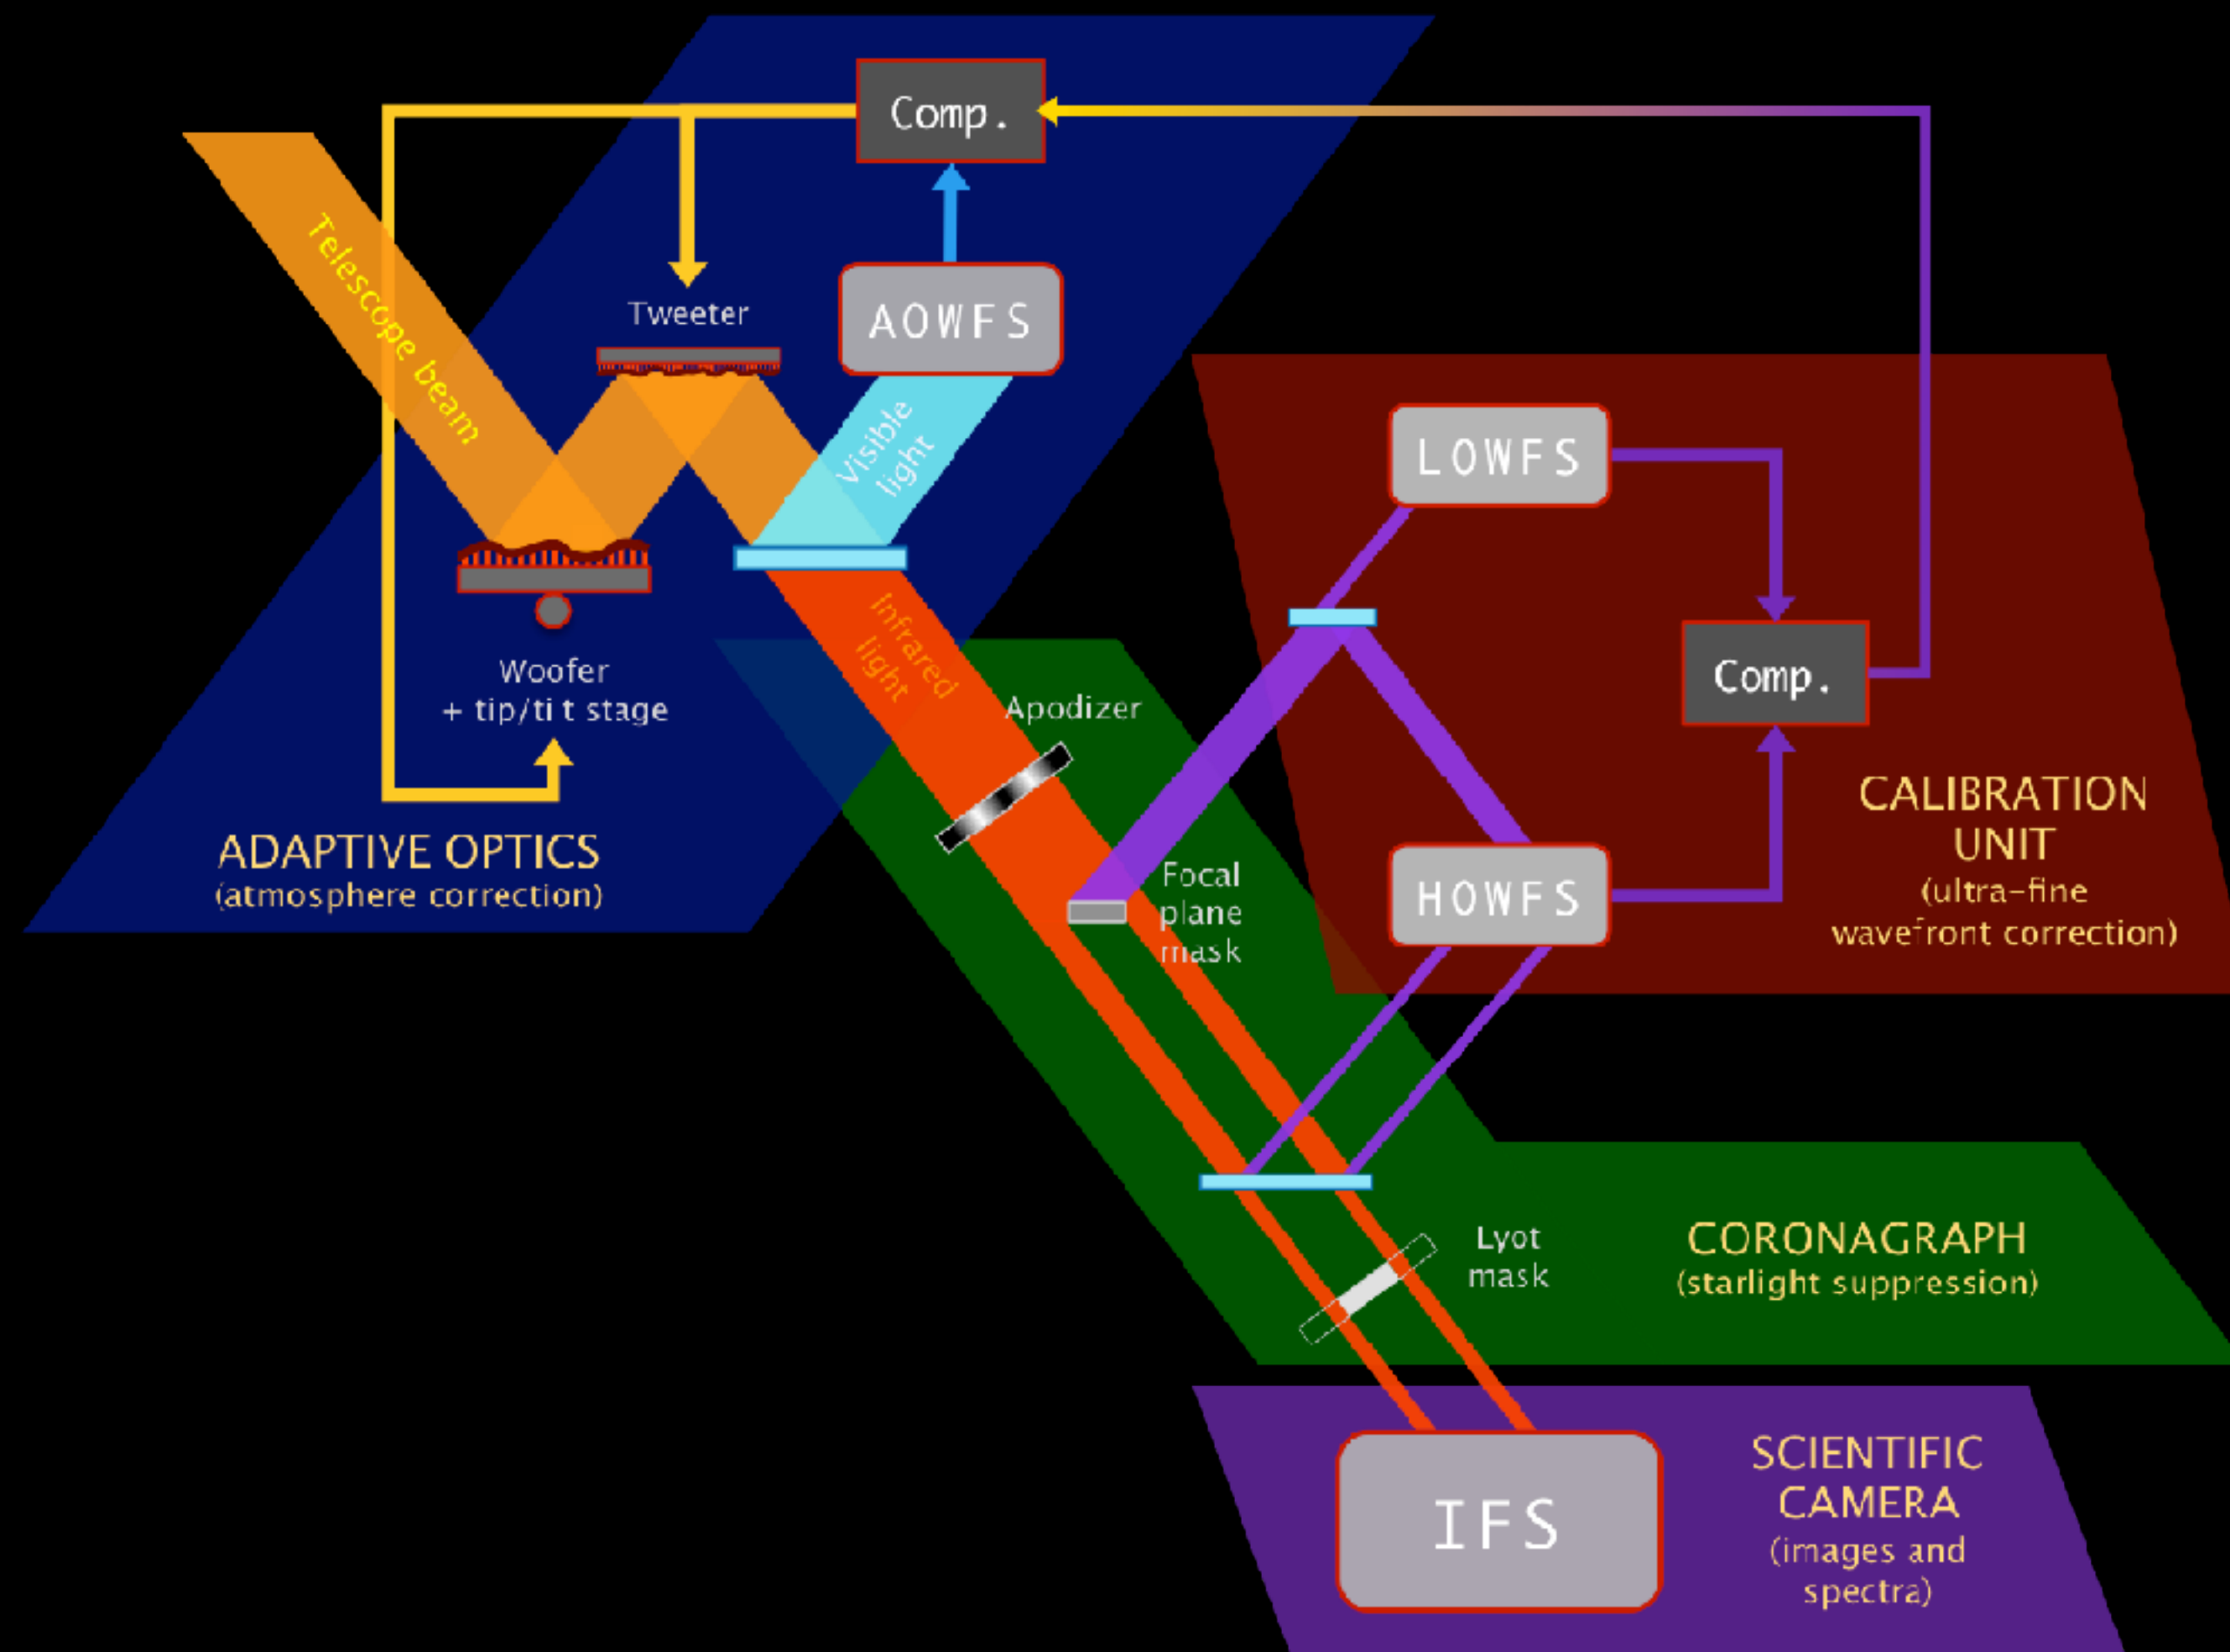 Comp.
Telescope beam
Tweeter
AOWFS
Visible
light
LOWFS
Infrared
light
Woofer
+ tip/tilt stage
Comp.
Apodizer
ADAPTIVE OPTICS
(atmosphere correction)
CALIBRATION
UNIT
(ultra-fine
wavefront correction)
Focal
plane
mask
HOWFS
Lyot
mask
CORONAGRAPH
(starlight suppression)
IFS
SCIENTIFIC
CAMERA
(images and
spectra)